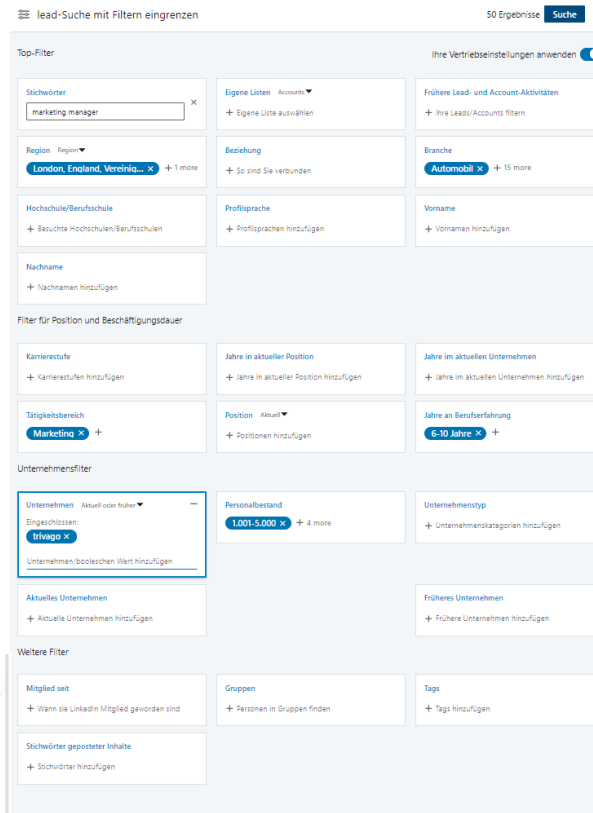 lead-Suche mit Filtern eingrenzen
50 Ergebnisse Suche
Top-Filter
Ihre Vertriebseinstellungen anwenden
Stichwörter
marketing manager ×
Eigene Listen Accounts
+ Eigene Liste auswählen
Frühere Lead- und Account-Aktivitäten
+ Ihre Leads/Accounts filtern
Region Region
London, England, Vereinig... × + 1 more
Beziehung
+ So sind Sie verbunden
Branche
Automobil × + 15 more
Hochschule/Berufsschule
+ Besuchte Hochschulen/Berufsschulen
Profilsprache
+ Profilsprachen hinzufügen
Vorname
+ Vornamen hinzufügen
Nachname
+ Nachnamen hinzufügen
Filter für Position und Beschäftigungsdauer
Karrierestufe
+ Karrierestufen hinzufügen
Jahre in aktueller Position
+ Jahre in aktueller Position hinzufügen
Jahre im aktuellen Unternehmen
+ Jahre im aktuellen Unternehmen hinzufügen
Tätigkeitsbereich
Marketing × +
Position Aktuell
+ Positionen hinzufügen
Jahre an Berufserfahrung
6-10 Jahre × +
Unternehmensfilter
Unternehmen Aktuell oder früher −
Eingeschlossen:
trivago ×
Unternehmen/booleschen Wert hinzufügen
Personalbestand
1.001-5.000 × + 4 more
Unternehmenstyp
+ Unternehmenskategorien hinzufügen
Aktuelles Unternehmen
+ Aktuelle Unternehmen hinzufügen
Früheres Unternehmen
+ Frühere Unternehmen hinzufügen
Weitere Filter
Mitglied seit
+ Wann sie LinkedIn Mitglied geworden sind
Gruppen
+ Personen in Gruppen finden
Tags
+ Tags hinzufügen
Stichwörter geposteter Inhalte
+ Stichwörter hinzufügen